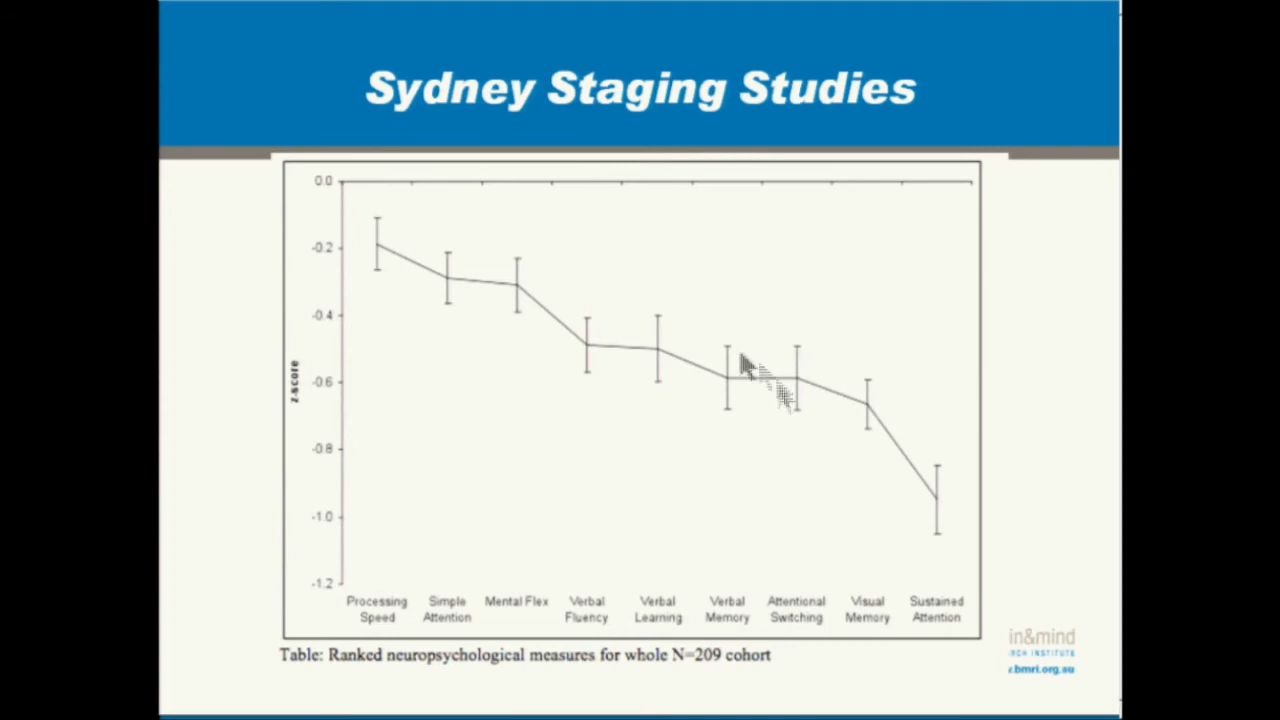 Sydney Staging Studies
0.0
-0.2
-0.4
-0.6
-0.8
-1.0
-1.2
z-score
Processing Speed
Simple Attention
Mental Flex
Verbal Fluency
Verbal Learning
Verbal Memory
Attentional Switching
Visual Memory
Sustained Attention
Table: Ranked neuropsychological measures for whole N=209 cohort
in&mind
RCH INSTITUTE
.bmri.org.au